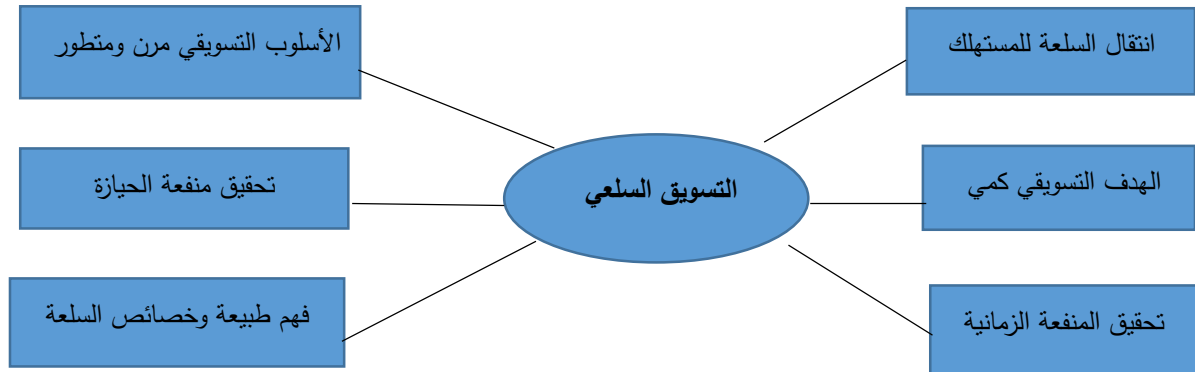 انتقال السلعة للمستهلك
الأسلوب التسويقي مرن ومتطور
الهدف التسويقي كمي
التسويق السلعي
تحقيق منفعة الحيازة
تحقيق المنفعة الزمانية
فهم طبيعة وخصائص السلعة